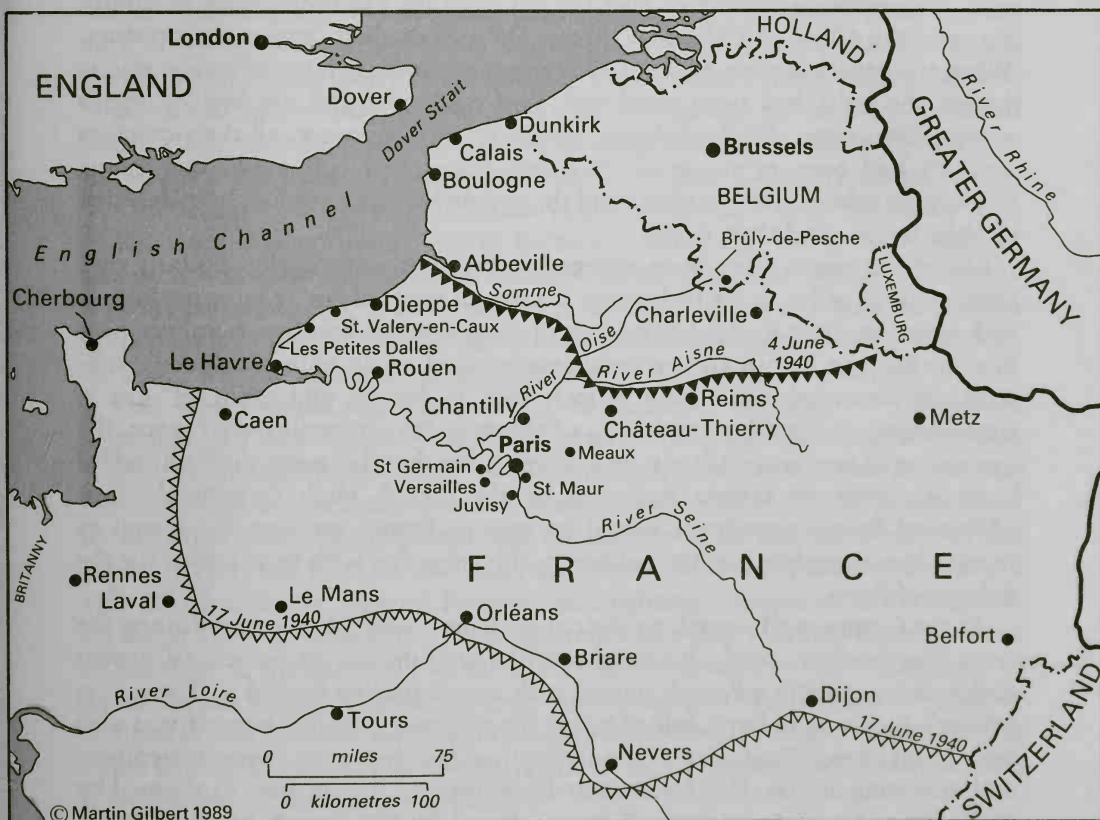 London
HOLLAND
ENGLAND
River Rhine
Dover
Dover Strait
GREATER GERMANY
Dunkirk
Calais
Brussels
Boulogne
BELGIUM
English Channel
Brûly-de-Pesche
Abbeville
LUXEMBURG
Somme
Cherbourg
Dieppe
Charleville
St. Valery-en-Caux
Oise
4 June
1940
Les Petites Dalles
River Aisne
Le Havre
Rouen
River
Reims
Chantilly
Caen
Château-Thierry
Metz
Paris
Meaux
St Germain
Versailles
St. Maur
Juvisy
River Seine
BRITANNY
FRANCE
Rennes
Laval
Le Mans
17 June 1940
Orléans
Belfort
Briare
River Loire
Dijon
Tours
17 June 1940
SWITZERLAND
Nevers
0 miles 75
0 kilometres 100
© Martin Gilbert 1989